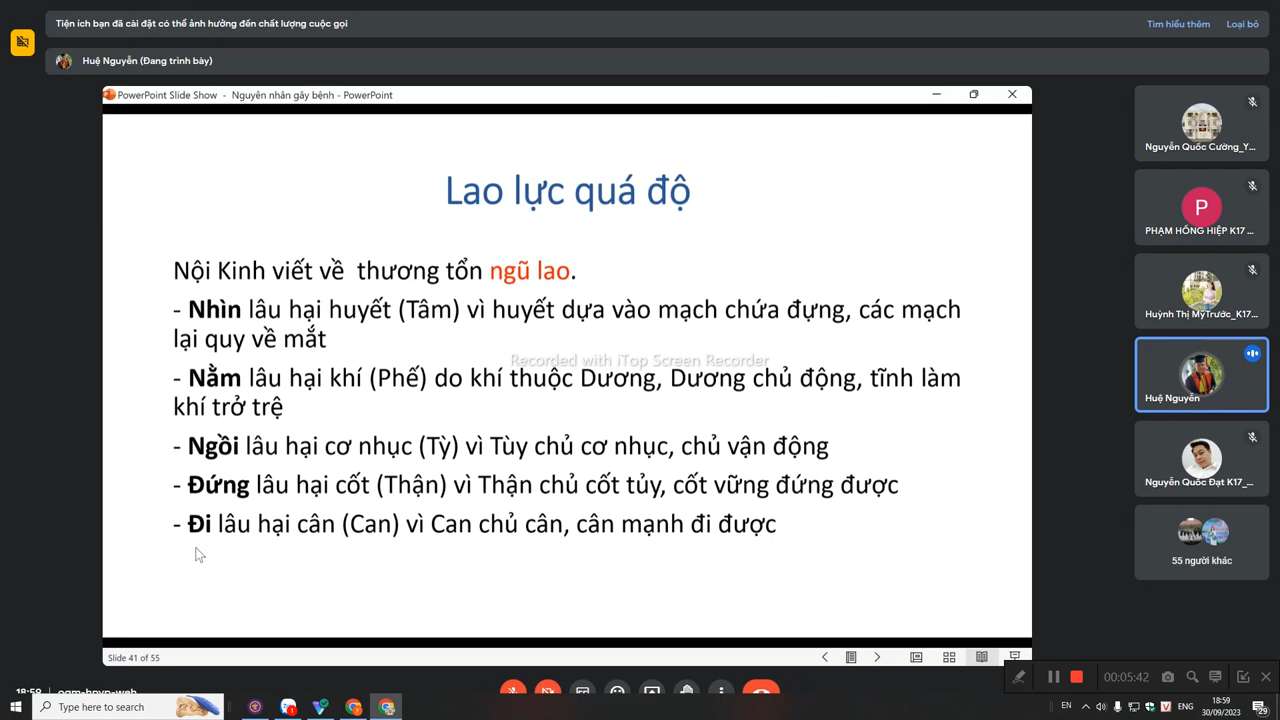 Tiện ích bạn đã cài đặt có thể ảnh hưởng đến chất lượng cuộc gọi
Tìm hiểu thêm
Loại bỏ
Huệ Nguyễn (Đang trình bày)
PowerPoint Slide Show - Nguyên nhân gây bệnh - PowerPoint
Lao lực quá độ
Nội Kinh viết về thương tổn ngũ lao.
- Nhìn lâu hại huyết (Tâm) vì huyết dựa vào mạch chứa đựng, các mạch
lại quy về mắt
Recorded with iTop Screen Recorder
- Nằm lâu hại khí (Phế) do khí thuộc Dương, Dương chủ động, tĩnh làm
khí trở trệ
- Ngồi lâu hại cơ nhục (Tỳ) vì Tùy chủ cơ nhục, chủ vận động
- Đứng lâu hại cốt (Thận) vì Thận chủ cốt tủy, cốt vững đứng được
- Đi lâu hại cân (Can) vì Can chủ cân, cân mạnh đi được
Slide 41 of 55
Nguyễn Quốc Cường_Y...
P
PHẠM HỒNG HIỆP K17 ...
Huỳnh Thị MỹTrước_K17...
Huệ Nguyễn
Nguyễn Quốc Đạt K17_...
55 người khác
18:59
oqm-hpvp-weh
00:05:42
Type here to search
EN
ENG
18:59
30/09/2023
29